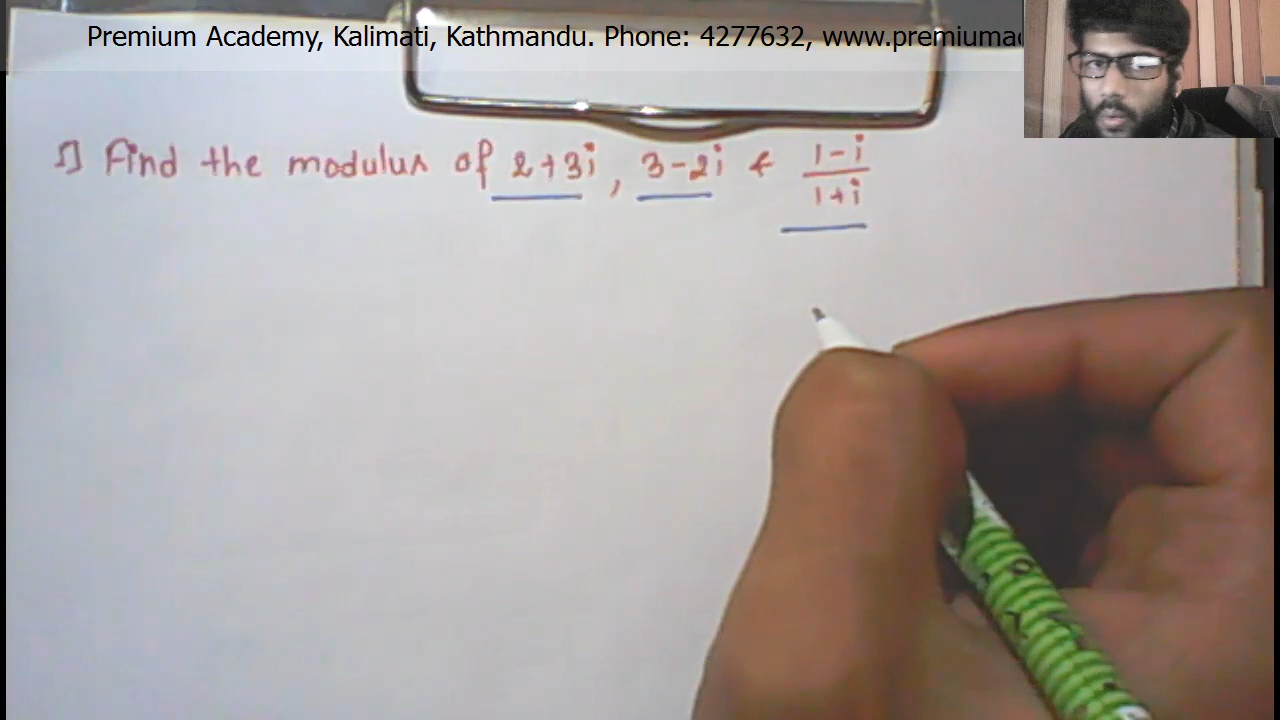 Premium Academy, Kalimati, Kathmandu. Phone: 4277632, www.premiumac
1) Find the modulus of 2+3i, 3-2i & 1-i
1+i